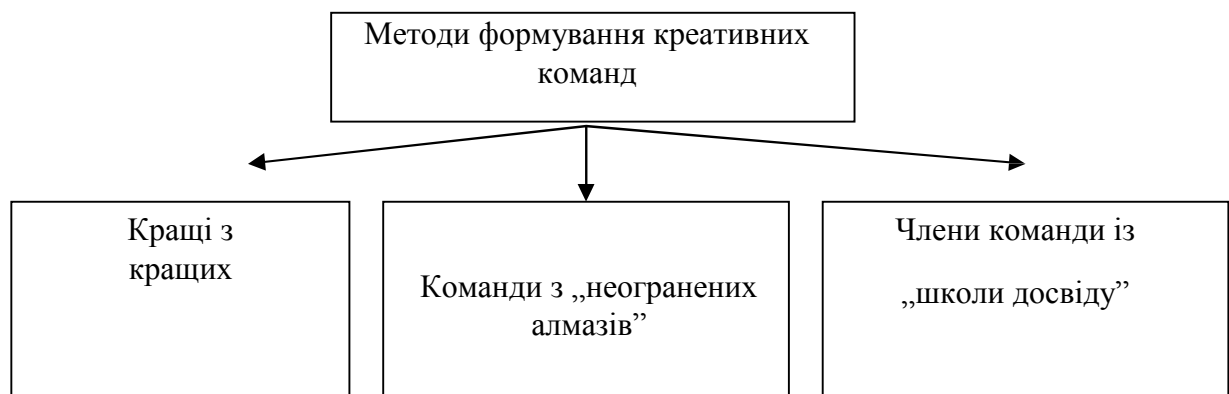 Методи формування креативних
команд
Кращі з
кращих
Команди з „неогранених
алмазів”
Члени команди із
„школи досвіду”